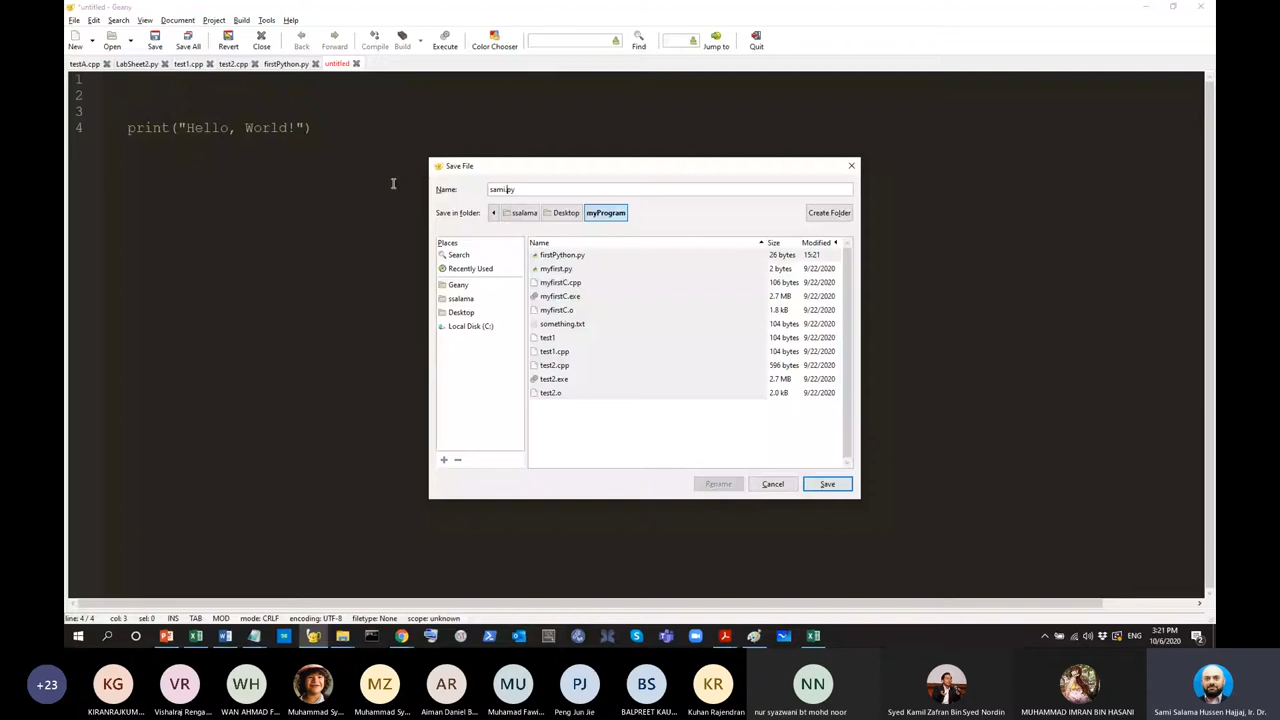 *untitled - Geany
File Edit Search View Document Project Build Tools Help
New Open Save Save All Revert Close Back Forward Compile Build Execute Color Chooser Find Jump to Quit
testA.cpp LabSheet2.py test1.cpp test2.cpp firstPython.py untitled
1
2
3
4 print("Hello, World!")
Save File
Name: sami.py
Save in folder: ssalama Desktop myProgram Create Folder
Places
Search
Recently Used
Geany
ssalama
Desktop
Local Disk (C:)
Name Size Modified
firstPython.py 26 bytes 15:21
myfirst.py 2 bytes 9/22/2020
myfirstC.cpp 106 bytes 9/22/2020
myfirstC.exe 2.7 MB 9/22/2020
myfirstC.o 1.8 kB 9/22/2020
something.txt 104 bytes 9/22/2020
test1 104 bytes 9/22/2020
test1.cpp 104 bytes 9/22/2020
test2.cpp 596 bytes 9/22/2020
test2.exe 2.7 MB 9/22/2020
test2.o 2.0 kB 9/22/2020
Rename Cancel Save
line: 4 / 4 col: 3 sel: 0 INS TAB MOD mode: CRLF encoding: UTF-8 filetype: None scope: unknown
ENG 3:21 PM
10/6/2020
+23 KG VR WH MZ AR MU PJ BS KR NN
KIRANRAJKUM... Vishalraj Renga... WAN AHMAD F... Muhammad Sy... Muhammad Sy... Aiman Daniel B... Muhamad Fawi... Peng Jun Jie BALPREET KAU... Kuhan Rajendran nur syazwani bt mohd noor Syed Kamil Zafran Bin Syed Nordin MUHAMMAD IMRAN BIN HASANI Sami Salama Hussen Hajjaj, Ir. Dr.